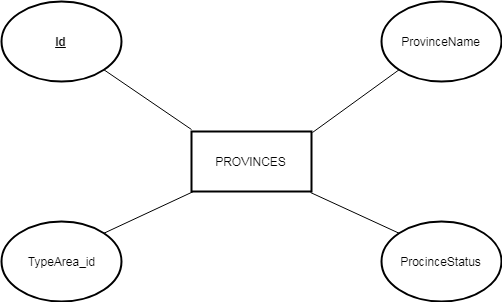 Id
ProvinceName
PROVINCES
TypeArea_id
ProcinceStatus